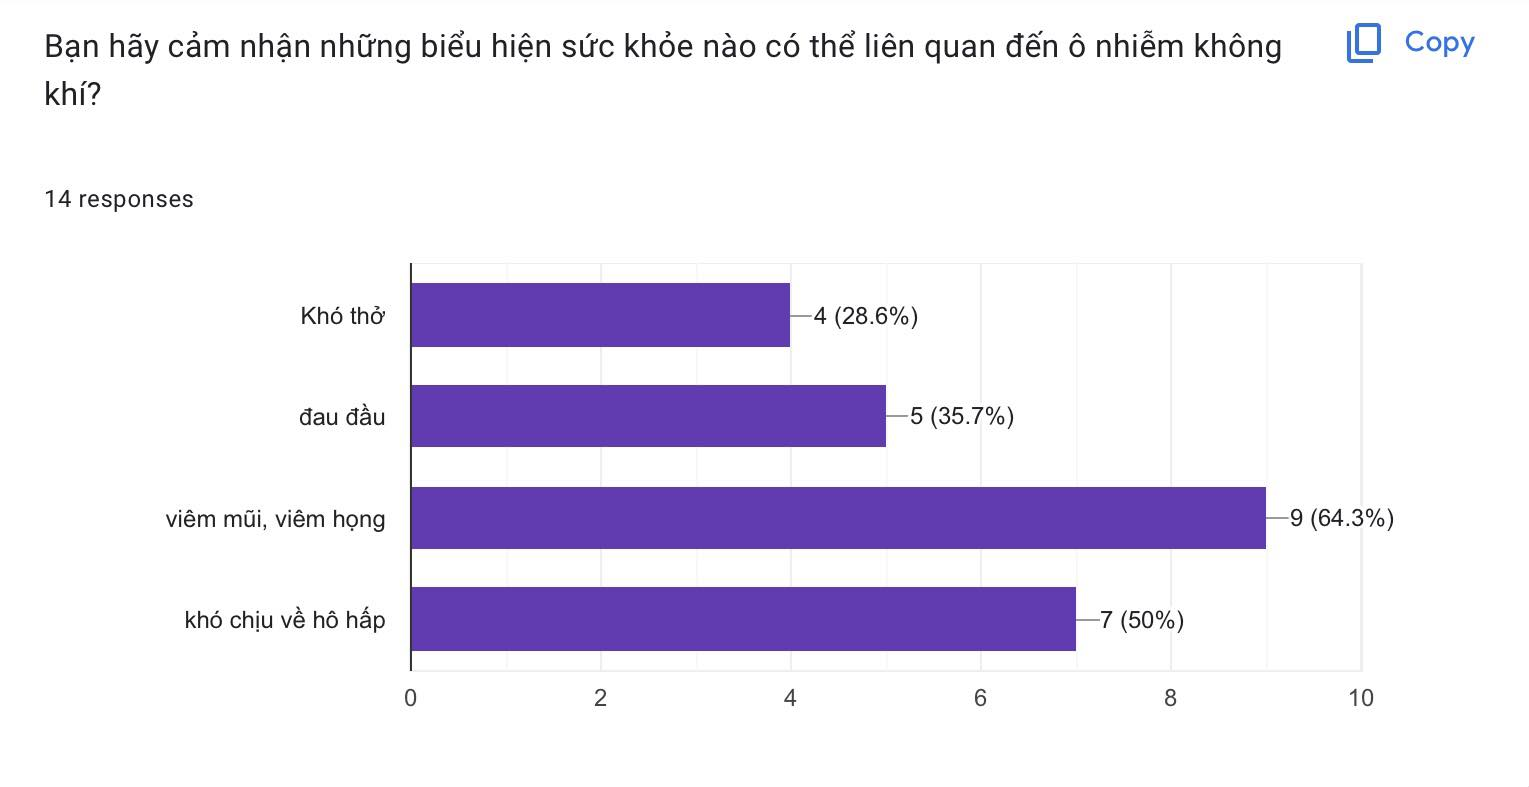 Bạn hãy cảm nhận những biểu hiện sức khỏe nào có thể liên quan đến ô nhiễm không
khí?
Copy
14 responses
Khó thở
4 (28.6%)
đau đầu
5 (35.7%)
viêm mũi, viêm họng
9 (64.3%)
khó chịu về hô hấp
7 (50%)
0 2 4 6 8 10